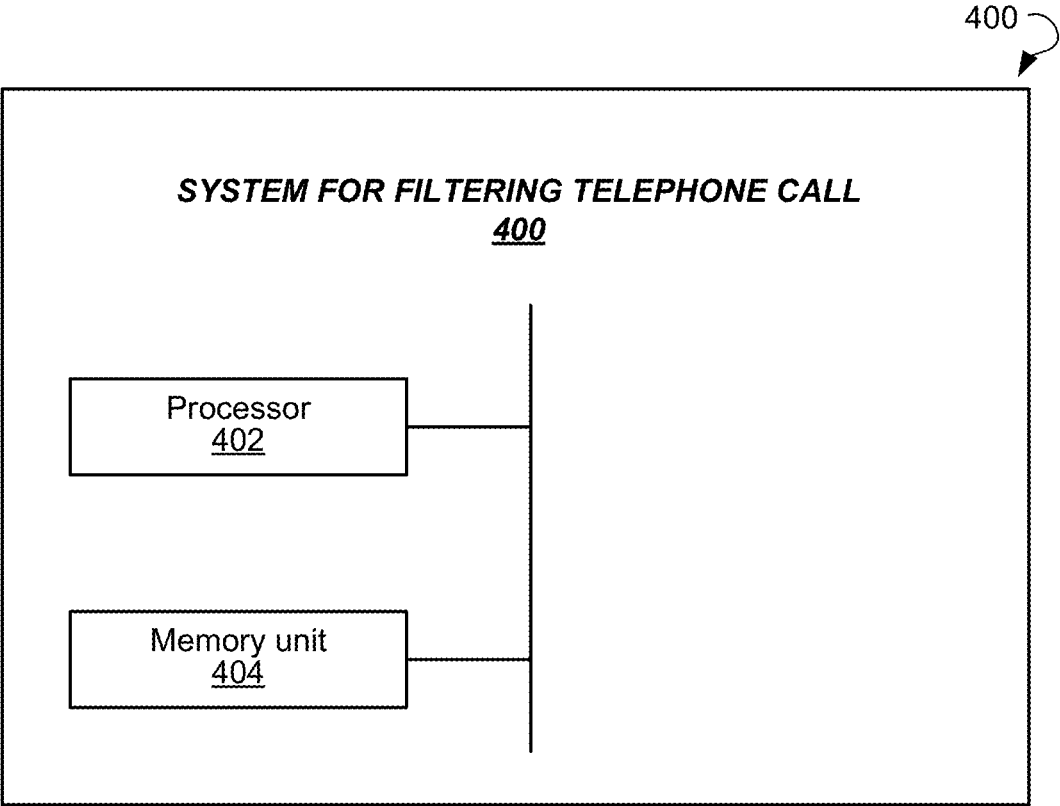 400
SYSTEM FOR FILTERING TELEPHONE CALL
400
Processor
402
Memory unit
404